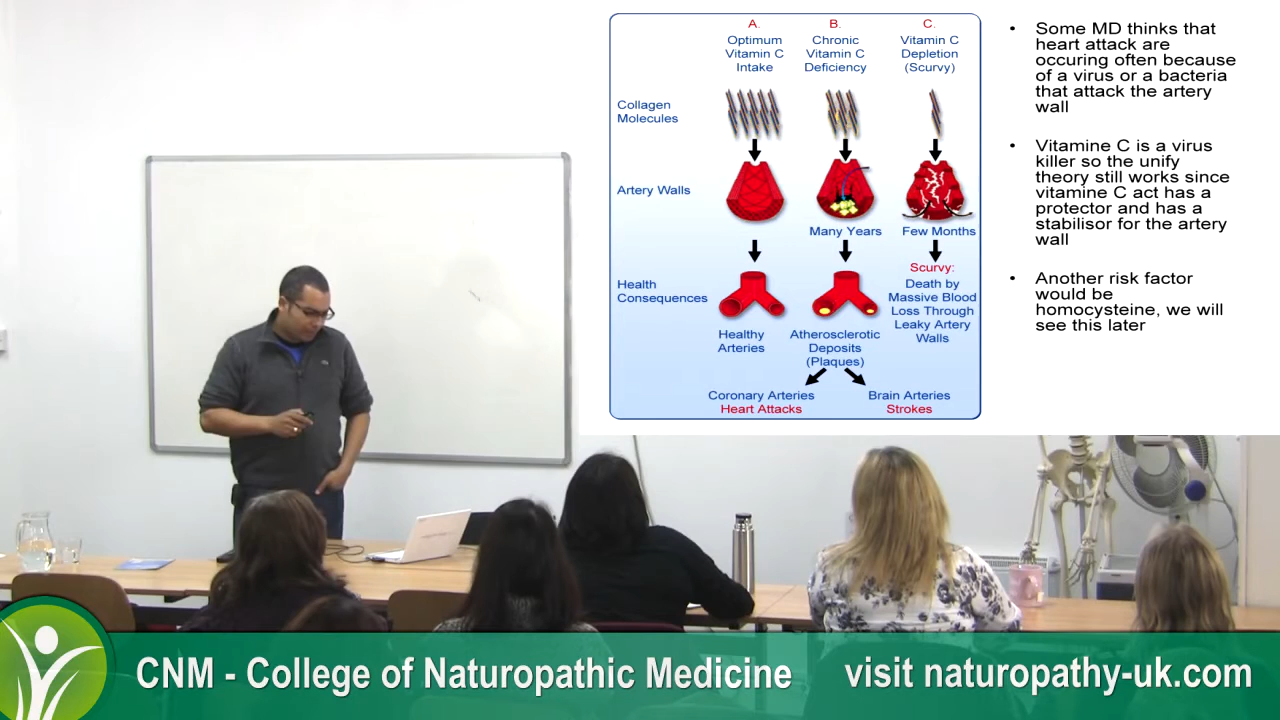 A.
Optimum
Vitamin C
Intake
B.
Chronic
Vitamin C
Deficiency
C.
Vitamin C
Depletion
(Scurvy)
Collagen
Molecules
Artery Walls
Many Years
Few Months
Health
Consequences
Healthy
Arteries
Atherosclerotic
Deposits
(Plaques)
Scurvy:
Death by
Massive Blood
Loss Through
Leaky Artery
Walls
Coronary Arteries
Heart Attacks
Brain Arteries
Strokes
• Some MD thinks that
heart attack are
occuring often because
of a virus or a bacteria
that attack the artery
wall
• Vitamine C is a virus
killer so the unify
theory still works since
vitamine C act has a
protector and has a
stabilisor for the artery
wall
• Another risk factor
would be
homocysteine, we will
see this later
CNM - College of Naturopathic Medicine
visit naturopathy-uk.com